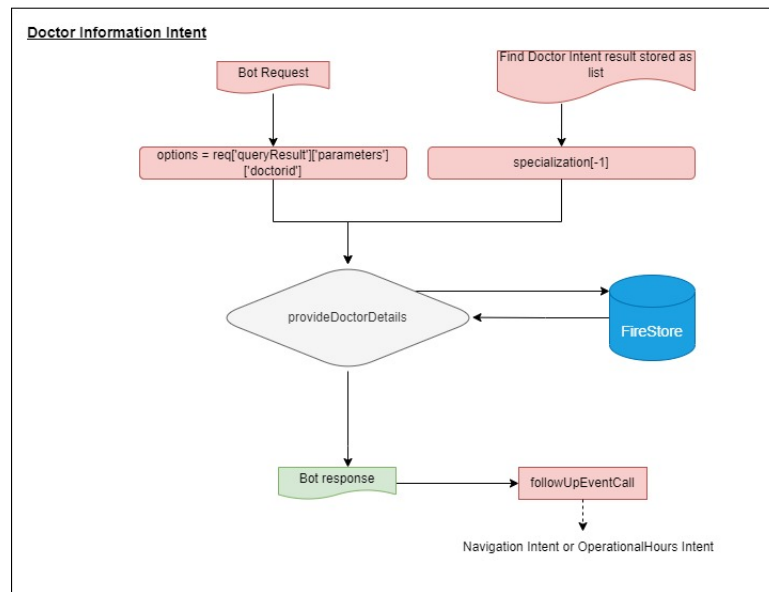 Doctor Information Intent
Bot Request
Find Doctor Intent result stored as
list
options = req['queryResult']['parameters']
['doctorid']
specialization[-1]
provideDoctorDetails
FireStore
Bot response
followUpEventCall
Navigation Intent or OperationalHours Intent